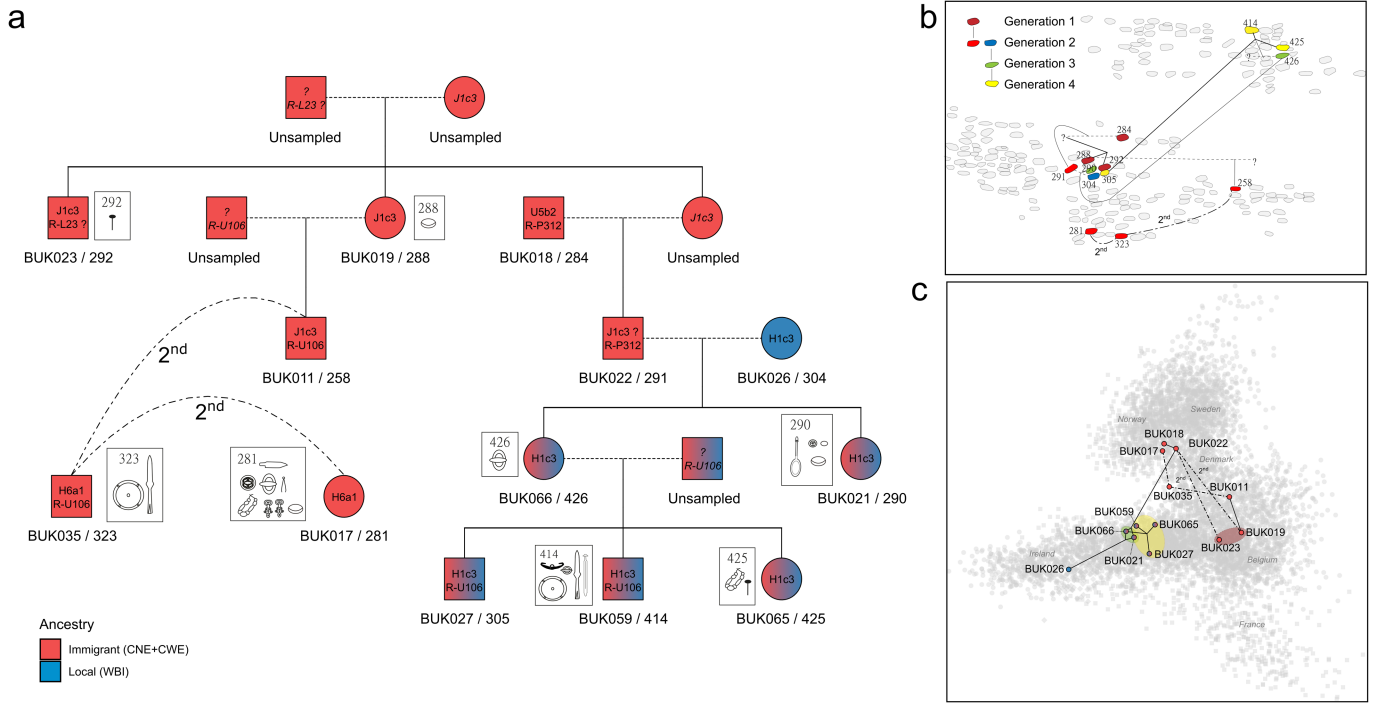 a
?
R-L23 ?
J1c3
Unsampled
Unsampled
J1c3
R-L23 ?
292
?
R-U106
J1c3
288
U5b2
R-P312
J1c3
BUK023 / 292
Unsampled
BUK019 / 288
BUK018 / 284
Unsampled
2nd
J1c3
R-U106
J1c3 ?
R-P312
H1c3
BUK011 / 258
BUK022 / 291
BUK026 / 304
2nd
323
281
426
290
H6a1
R-U106
H6a1
H1c3
?
R-U106
H1c3
BUK035 / 323
BUK017 / 281
BUK066 / 426
Unsampled
BUK021 / 290
414
425
H1c3
R-U106
H1c3
R-U106
H1c3
BUK027 / 305
BUK059 / 414
BUK065 / 425
Ancestry
Immigrant (CNE+CWE)
Local (WBI)
b
Generation 1
Generation 2
Generation 3
Generation 4
414
425
?
426
284
?
288
292
?
290
291
305
304
258
2nd
281
323
2nd
c
Norway
Sweden
BUK018
BUK022
BUK017
Denmark
2nd
2nd
BUK011
BUK035
BUK059
BUK066
BUK065
BUK019
BUK023
Ireland
BUK021
BUK027
Belgium
BUK026
France